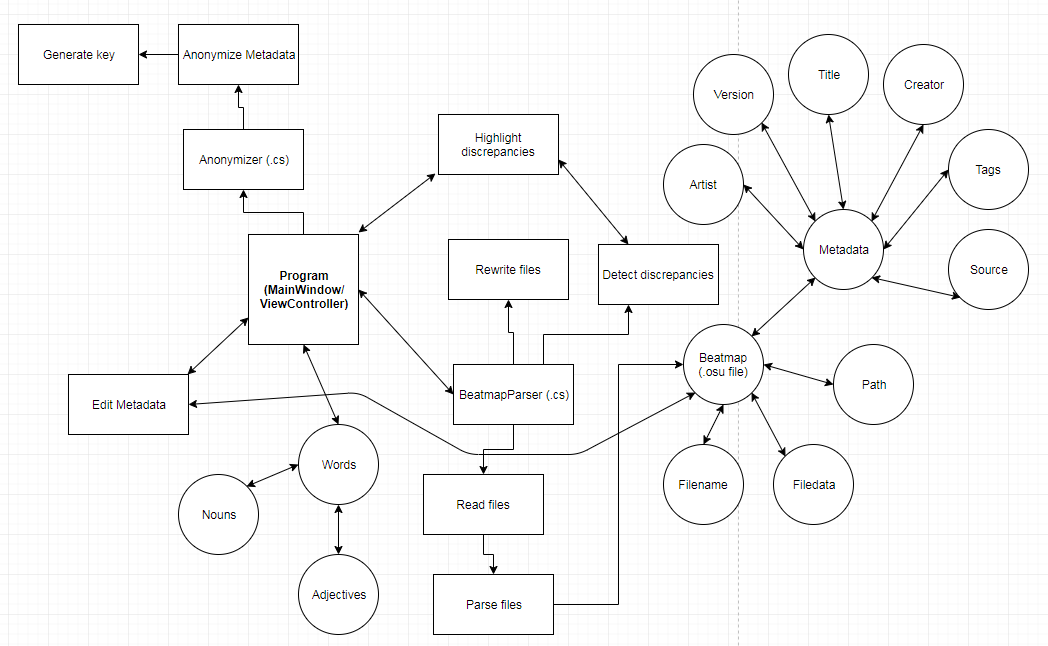 Generate key
Anonymize Metadata
Version
Title
Creator
Highlight
discrepancies
Anonymizer (.cs)
Artist
Tags
Metadata
Program
(MainWindow/
ViewController)
Rewrite files
Detect discrepancies
Source
Beatmap
(.osu file)
Path
Edit Metadata
BeatmapParser (.cs)
Words
Nouns
Read files
Filename
Filedata
Adjectives
Parse files